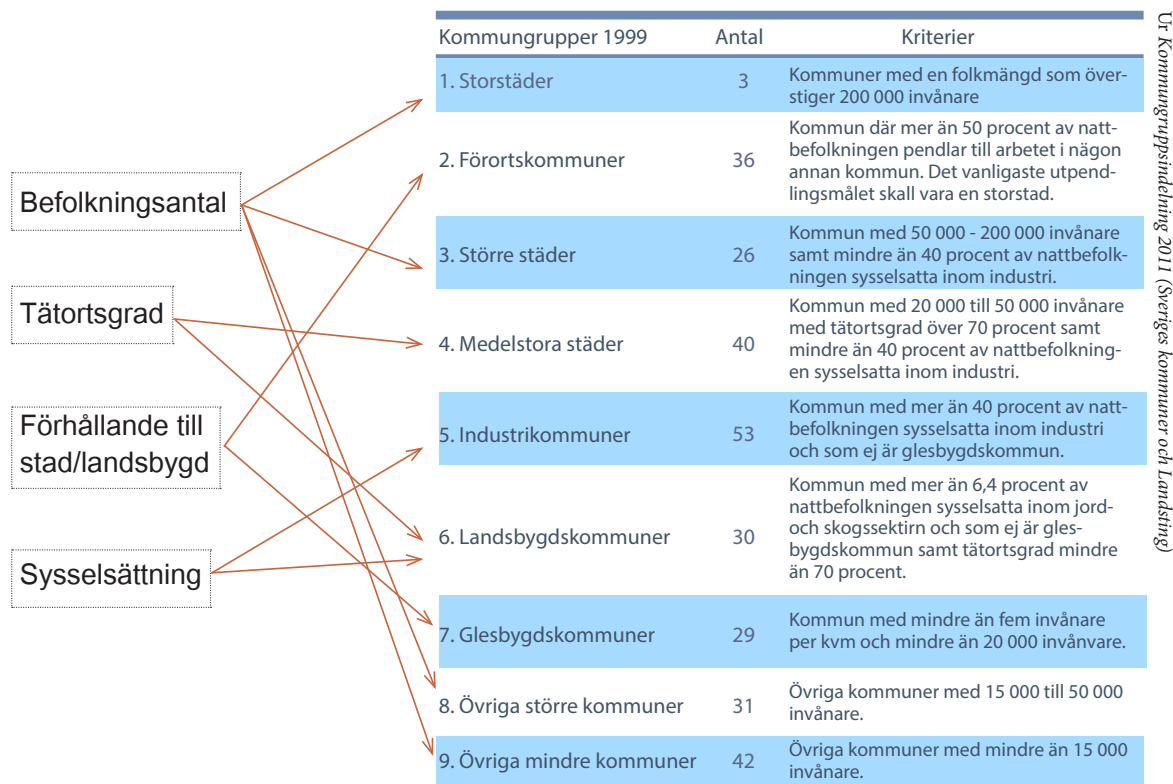 Befolkningsantal
Tätortsgrad
Förhållande till
stad/landsbygd
Sysselsättning
Kommungrupper 1999 Antal Kriterier
1. Storstäder 3 Kommuner med en folkmängd som över-
stiger 200 000 invånare
2. Förortskommuner 36 Kommun där mer än 50 procent av natt-
befolkningen pendlar till arbetet i nägon
annan kommun. Det vanligaste utpend-
lingsmålet skall vara en storstad.
3. Större städer 26 Kommun med 50 000 - 200 000 invånare
samt mindre än 40 procent av nattbefolk-
ningen sysselsatta inom industri.
4. Medelstora städer 40 Kommun med 20 000 till 50 000 invånare
med tätortsgrad över 70 procent samt
mindre än 40 procent av nattbefolkning-
en sysselsatta inom industri.
5. Industrikommuner 53 Kommun med mer än 40 procent av natt-
befolkningen sysselsatta inom industri
och som ej är glesbygdskommun.
6. Landsbygdskommuner 30 Kommun med mer än 6,4 procent av
nattbefolkningen sysselsatta inom jord-
och skogssektirn och som ej är gles-
bygdskommun samt tätortsgrad mindre
än 70 procent.
7. Glesbygdskommuner 29 Kommun med mindre än fem invånare
per kvm och mindre än 20 000 invånvare.
8. Övriga större kommuner 31 Övriga kommuner med 15 000 till 50 000
invånare.
9. Övriga mindre kommuner 42 Övriga kommuner med mindre än 15 000
invånare.
Ur Kommungruppsindelning 2011 (Sveriges kommuner och Landsting)